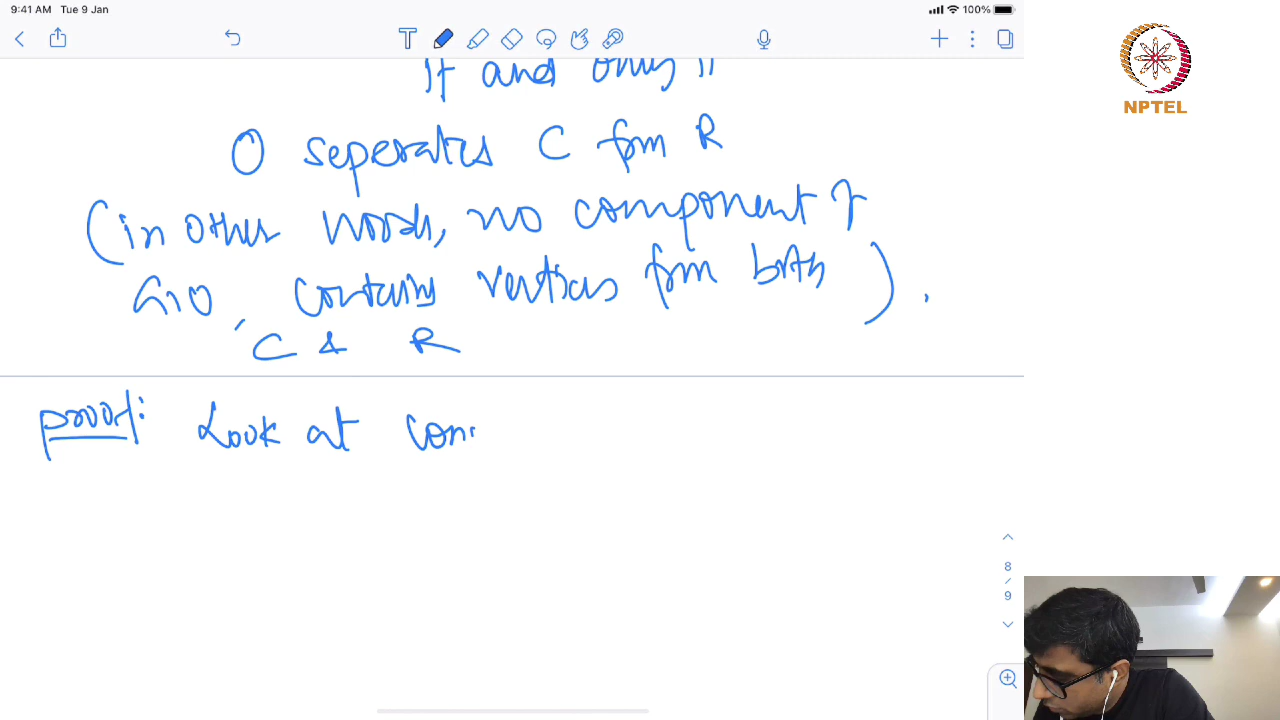 9:41 AM Tue 9 Jan
100%
T
NPTEL
If and only if
O seperates C from R
(in other words, no component of
G\O contains vertices from both
C & R ).
proof: Look at con
8
/
9